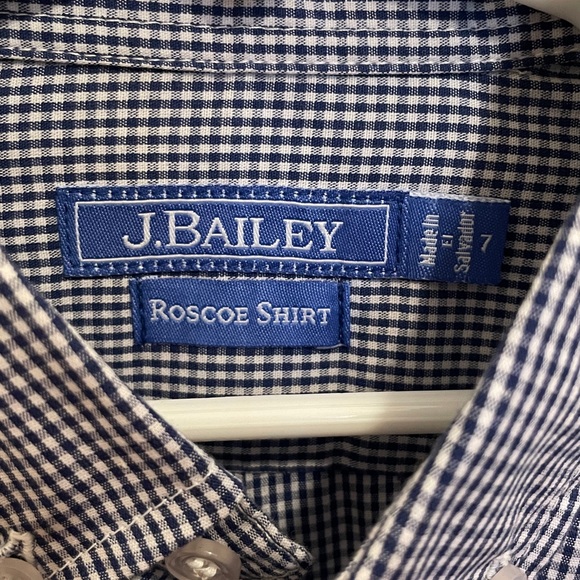 J.BAILEY
Made in
El
Salvador
7
ROSCOE SHIRT